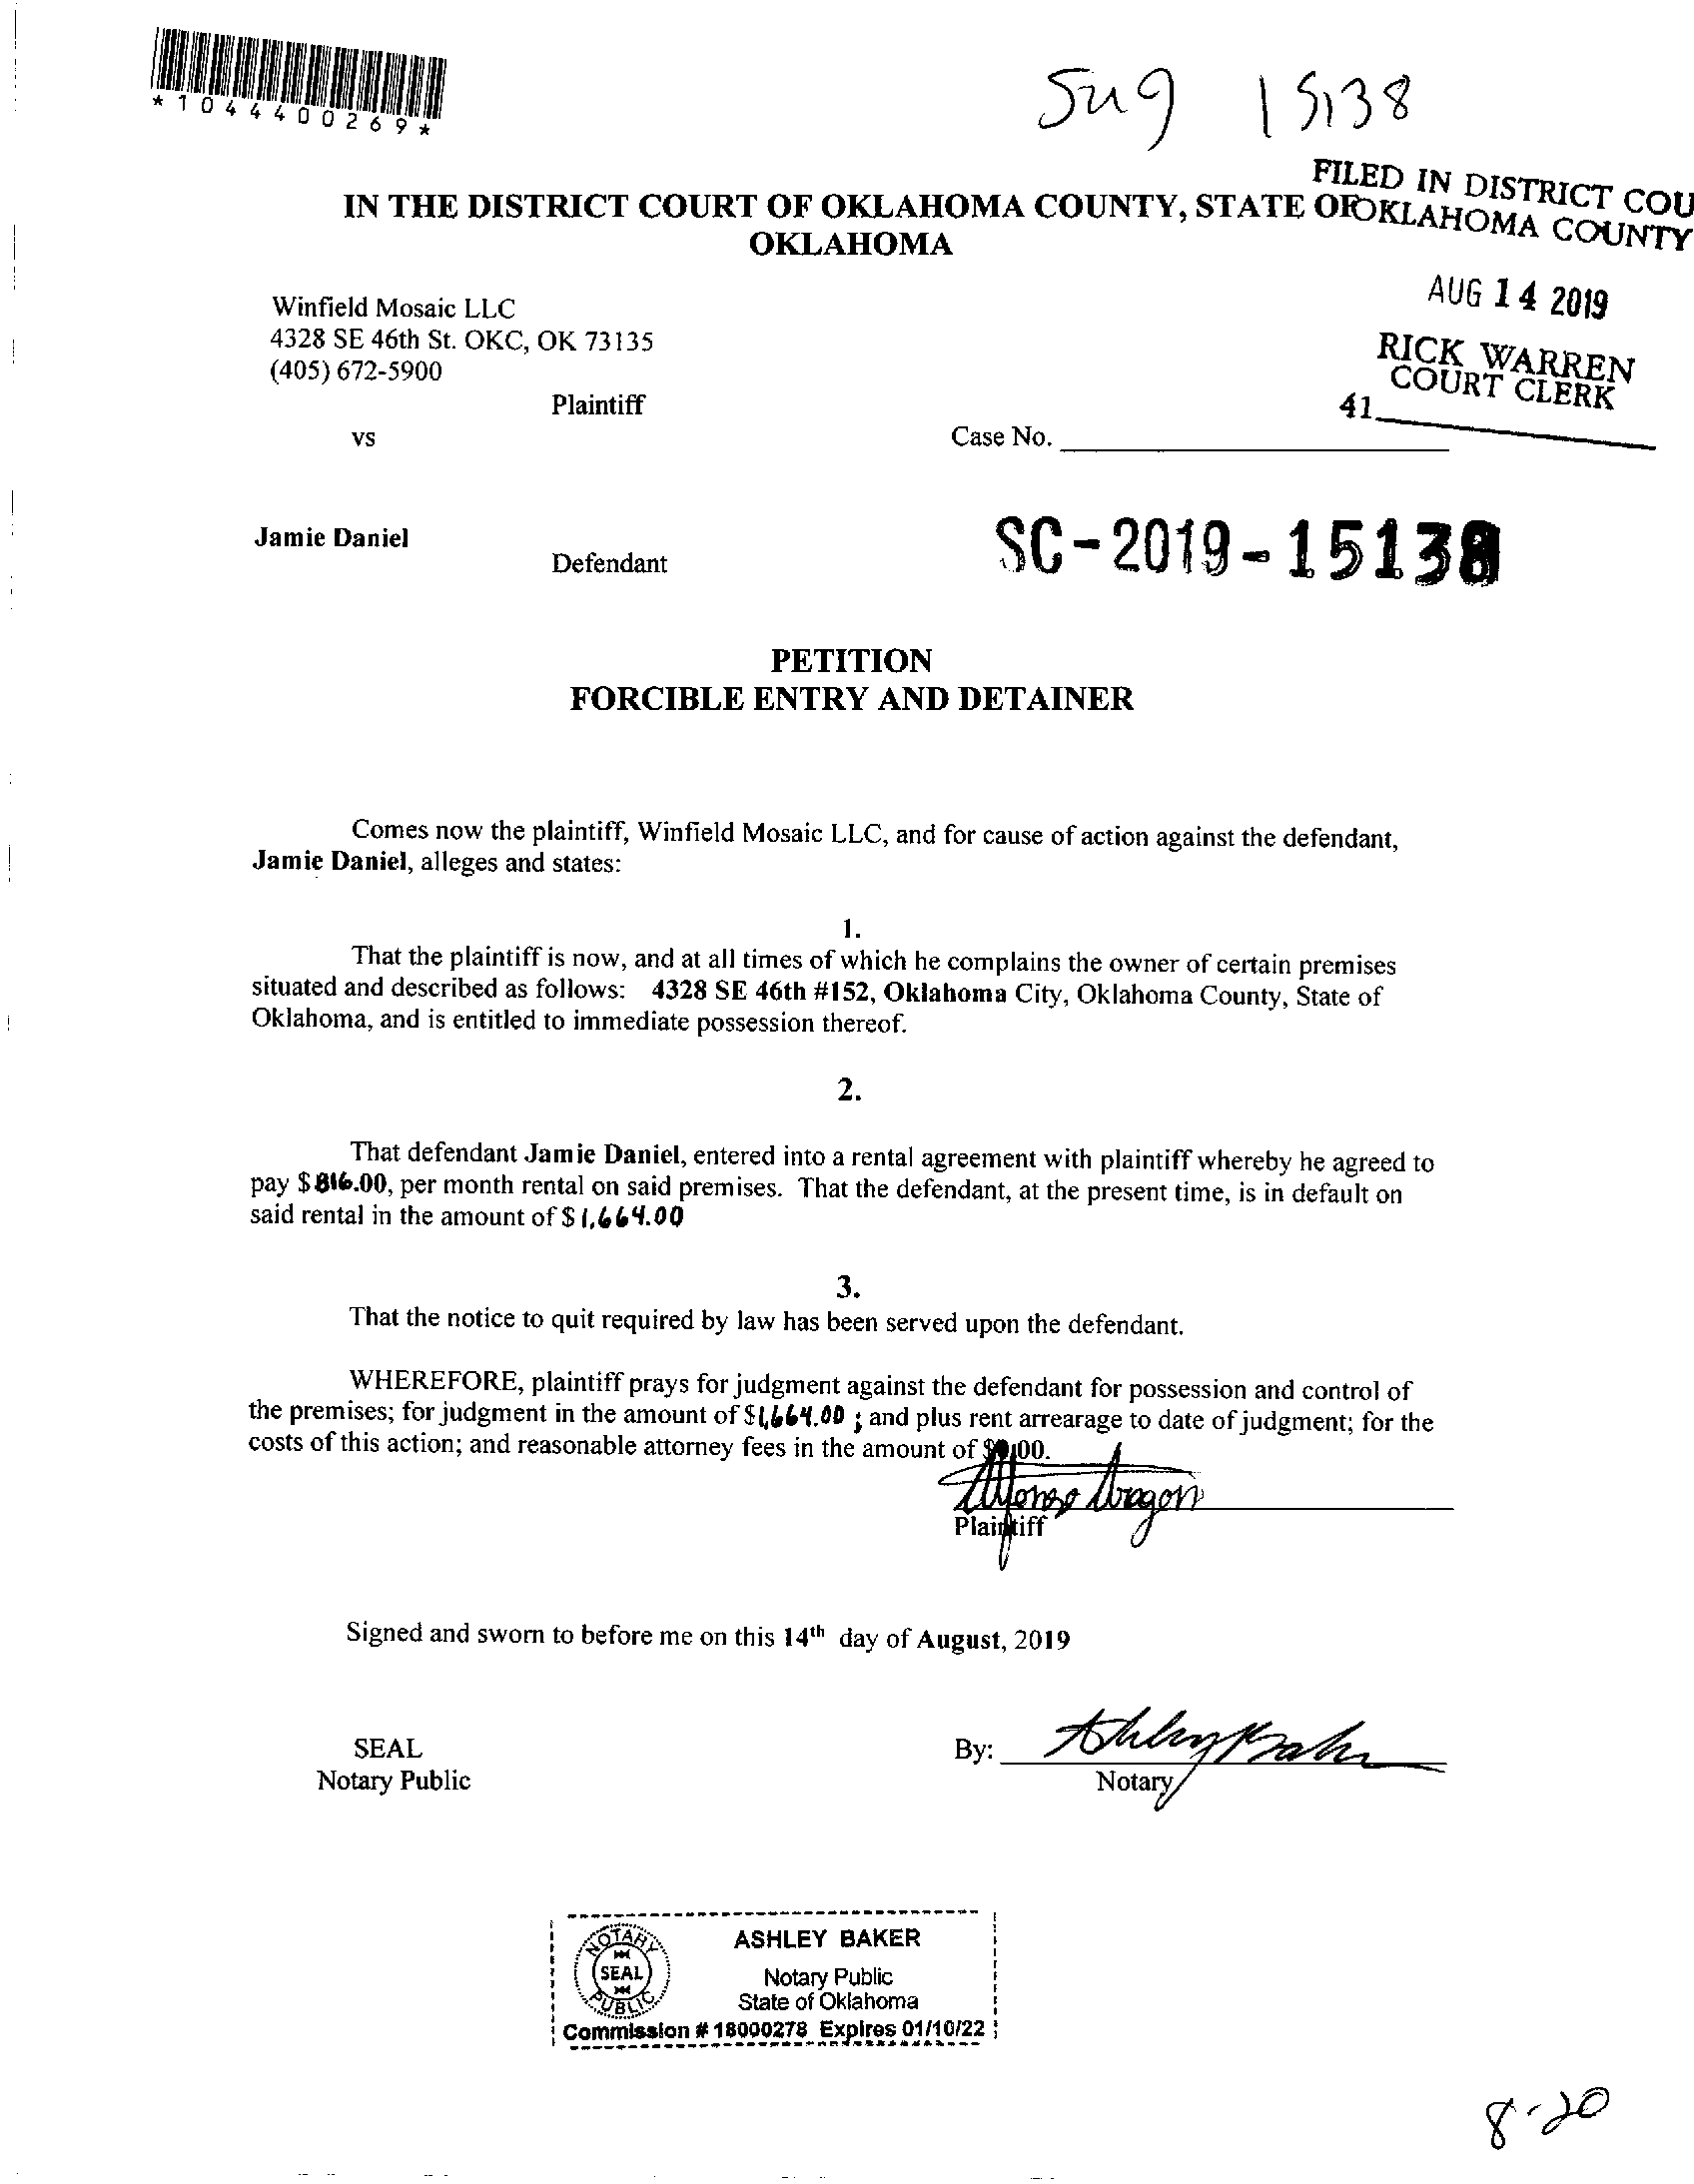 *1044400269*
Sug 15138
FILED IN DISTRICT COU
OKLAHOMA COUNTY
IN THE DISTRICT COURT OF OKLAHOMA COUNTY, STATE OF
OKLAHOMA
AUG 14 2019
RICK WARREN
COURT CLERK
41
Winfield Mosaic LLC
4328 SE 46th St. OKC, OK 73135
(405) 672-5900
Plaintiff
vs
Case No.
Jamie Daniel
Defendant
SC-2019-15138
PETITION
FORCIBLE ENTRY AND DETAINER
Comes now the plaintiff, Winfield Mosaic LLC, and for cause of action against the defendant,
Jamie Daniel, alleges and states:
1.
That the plaintiff is now, and at all times of which he complains the owner of certain premises
situated and described as follows: 4328 SE 46th #152, Oklahoma City, Oklahoma County, State of
Oklahoma, and is entitled to immediate possession thereof.
2.
That defendant Jamie Daniel, entered into a rental agreement with plaintiff whereby he agreed to
pay $816.00, per month rental on said premises. That the defendant, at the present time, is in default on
said rental in the amount of $1,664.00
3.
That the notice to quit required by law has been served upon the defendant.
WHEREFORE, plaintiff prays for judgment against the defendant for possession and control of
the premises; for judgment in the amount of $1,664.00 ; and plus rent arrearage to date of judgment; for the
costs of this action; and reasonable attorney fees in the amount of $0.00.
Alfonso Aragon
Plaintiff
Signed and sworn to before me on this 14th day of August, 2019
SEAL
Notary Public
By: Ashley Baker
Notary
NOTARY
SEAL
PUBLIC
ASHLEY BAKER
Notary Public
State of Oklahoma
Commission # 18000278 Expires 01/10/22
8-20